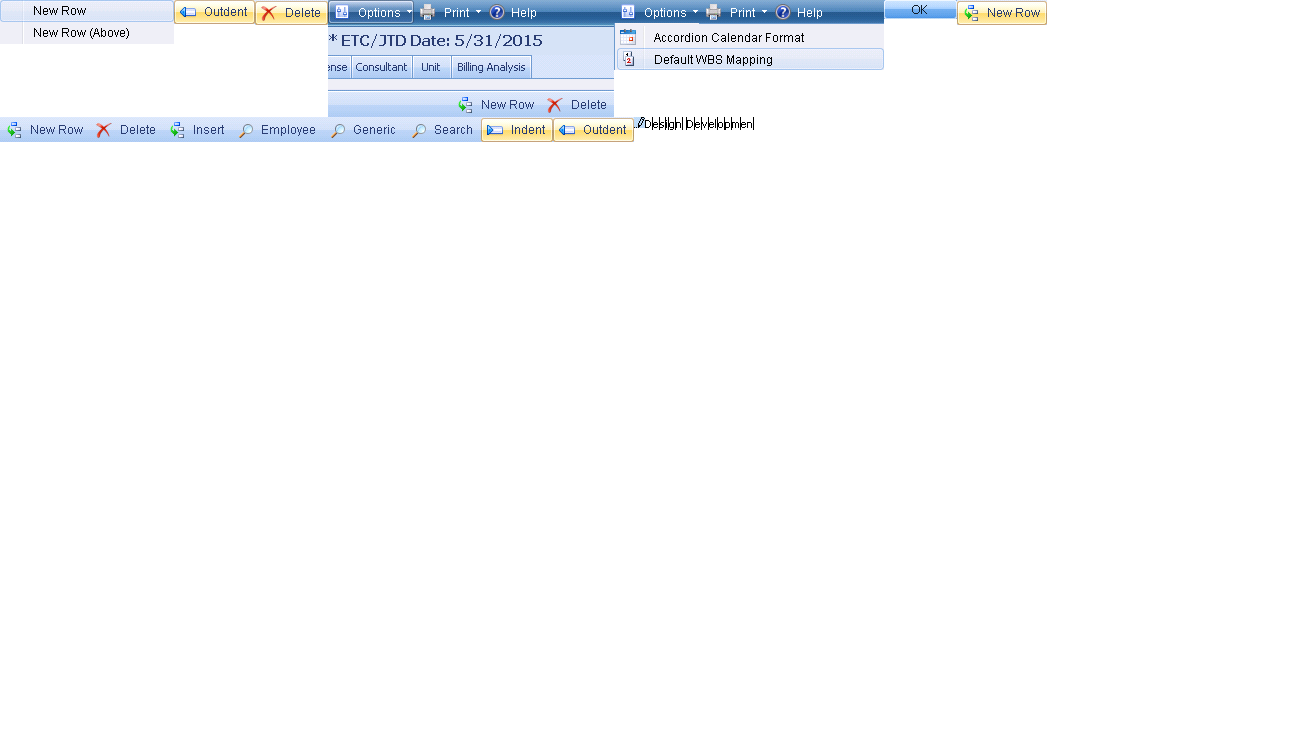 New Row
New Row (Above)
Outdent
Delete
Options Print Help
* ETC/JTD Date: 5/31/2015
ense Consultant Unit Billing Analysis
New Row Delete
Options Print Help
Accordion Calendar Format
Default WBS Mapping
OK
New Row
New Row Delete Insert Employee Generic Search Indent Outdent
Design Developmen